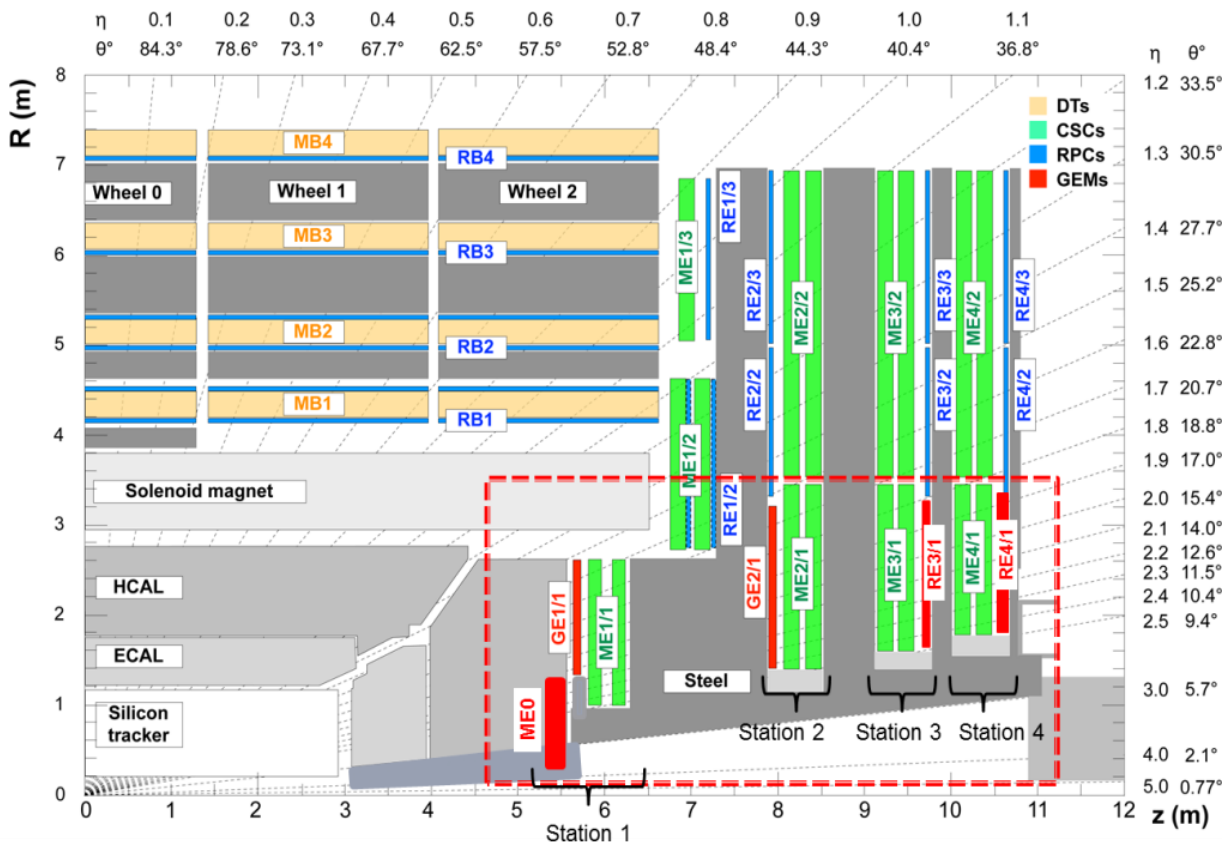 η 0.1 0.2 0.3 0.4 0.5 0.6 0.7 0.8 0.9 1.0 1.1
θ° 84.3° 78.6° 73.1° 67.7° 62.5° 57.5° 52.8° 48.4° 44.3° 40.4° 36.8° η θ°
R (m)
8
7
6
5
4
3
2
1
0
1.2 33.5°
1.3 30.5°
1.4 27.7°
1.5 25.2°
1.6 22.8°
1.7 20.7°
1.8 18.8°
1.9 17.0°
2.0 15.4°
2.1 14.0°
2.2 12.6°
2.3 11.5°
2.4 10.4°
2.5 9.4°
3.0 5.7°
4.0 2.1°
5.0 0.77°
DTs
CSCs
RPCs
GEMs
MB4
RB4
Wheel 0 Wheel 1 Wheel 2
MB3
RB3
MB2
RB2
MB1
RB1
Solenoid magnet
HCAL
ECAL
Silicon
tracker
Steel
ME1/3
RE1/3
RE2/3
ME2/2
ME3/2
RE3/3
ME4/2
RE4/3
ME1/2
RE1/2
RE2/2
RE3/2
RE4/2
GE1/1
ME1/1
GE2/1
ME2/1
ME3/1
RE3/1
ME4/1
RE4/1
ME0
Station 2 Station 3 Station 4
Station 1
0 1 2 3 4 5 6 7 8 9 10 11 12
z (m)